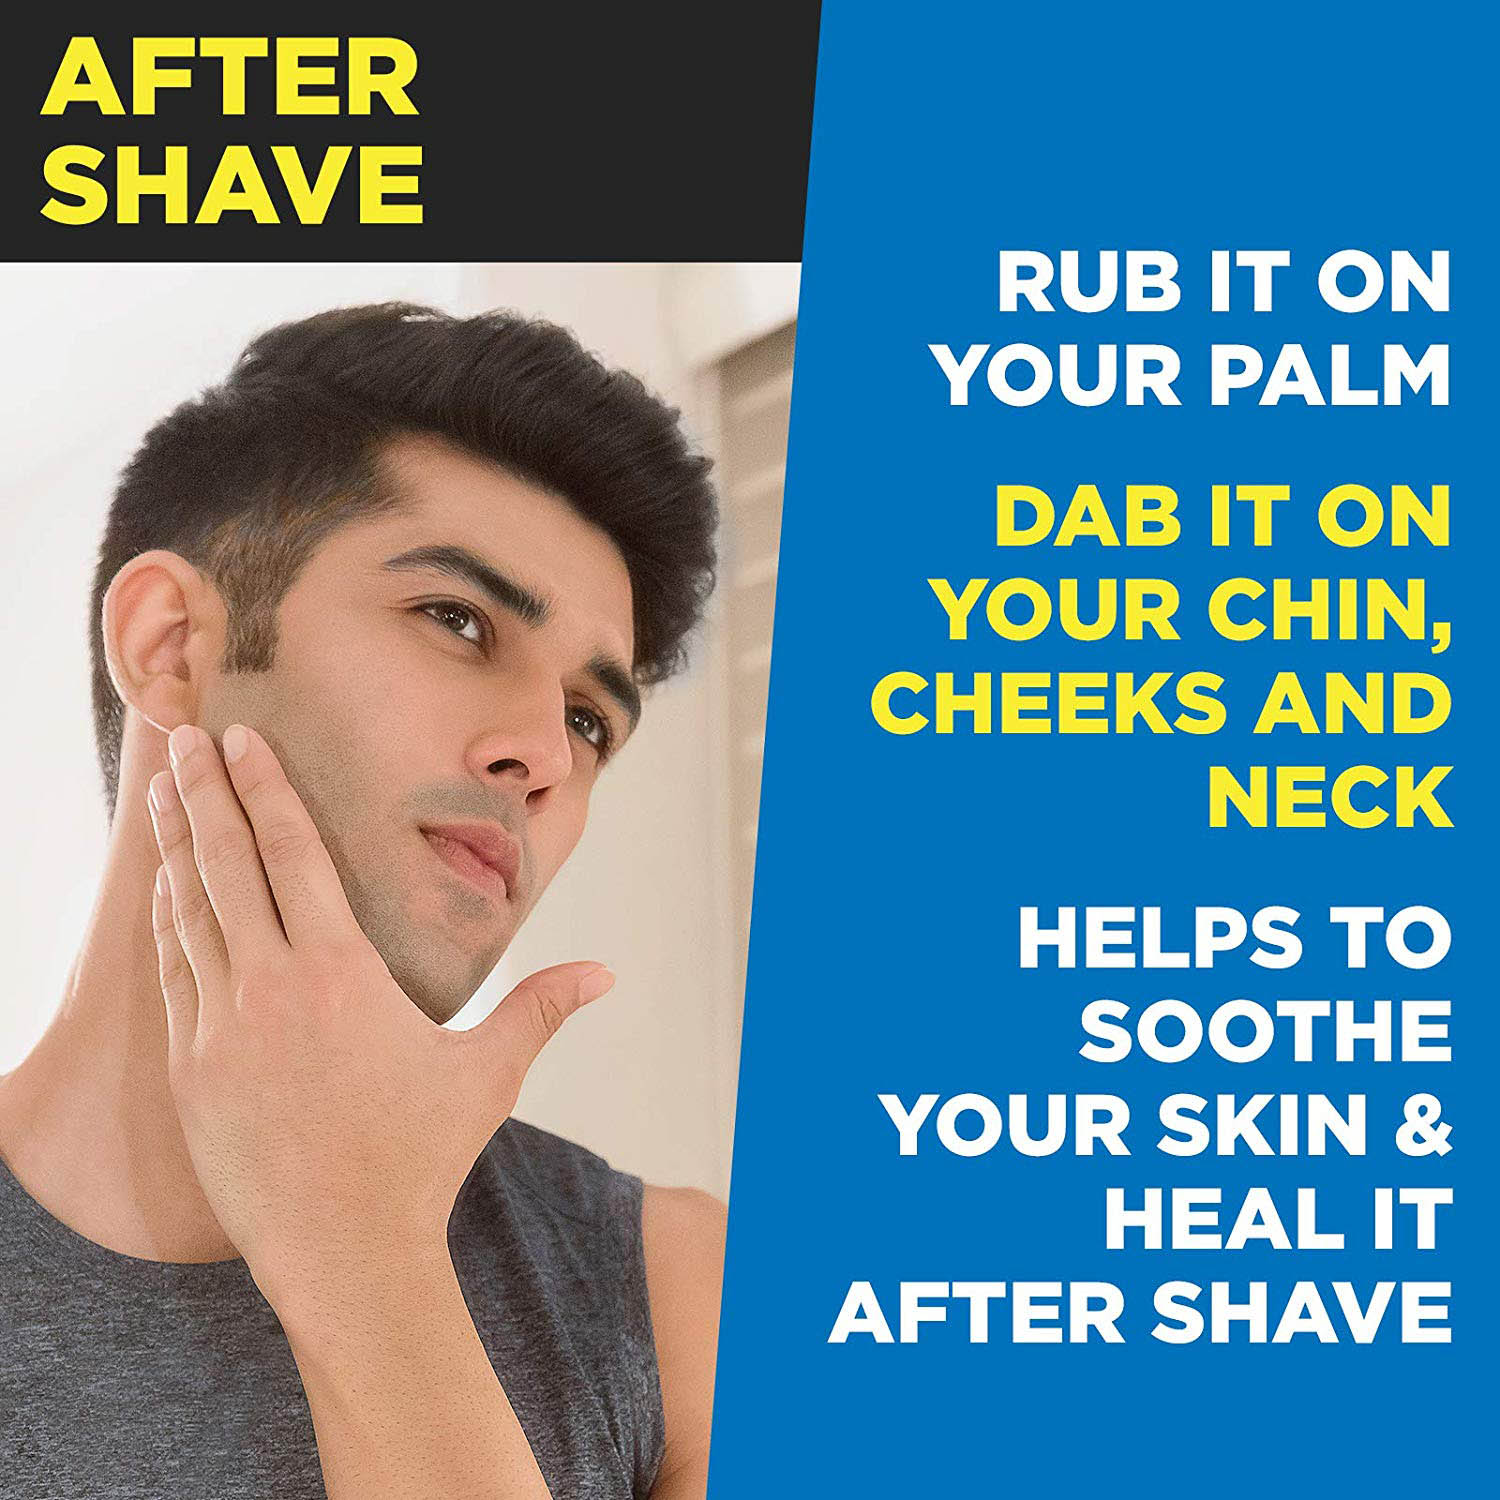 AFTER
SHAVE
RUB IT ON
YOUR PALM
DAB IT ON
YOUR CHIN,
CHEEKS AND
NECK
HELPS TO
SOOTHE
YOUR SKIN &
HEAL IT
AFTER SHAVE